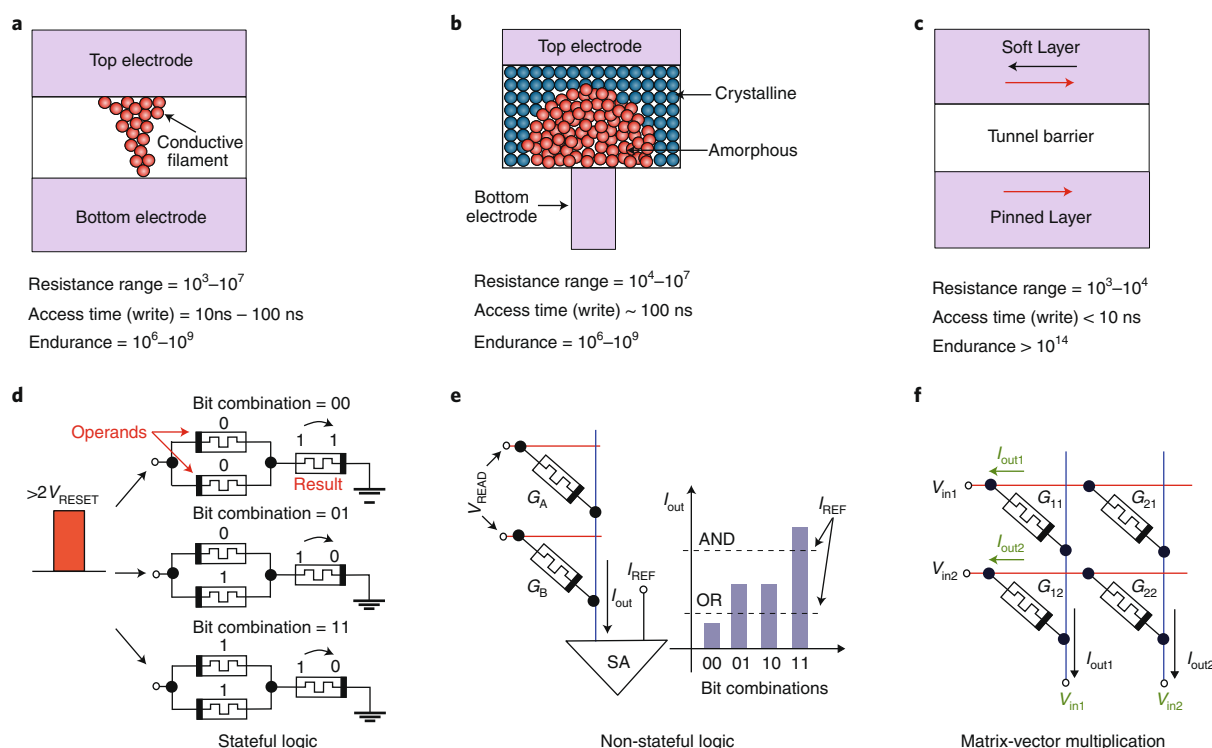 a
Top electrode
Conductive
filament
Bottom electrode
Resistance range = 10³–10⁷
Access time (write) = 10ns – 100 ns
Endurance = 10⁶–10⁹
b
Top electrode
Crystalline
Amorphous
Bottom
electrode
Resistance range = 10⁴–10⁷
Access time (write) ~ 100 ns
Endurance = 10⁶–10⁹
c
Soft Layer
Tunnel barrier
Pinned Layer
Resistance range = 10³–10⁴
Access time (write) < 10 ns
Endurance > 10¹⁴
d
Bit combination = 00
Operands
0
1 1
0
Result
>2V_RESET
Bit combination = 01
0
1 0
1
Bit combination = 11
1
1 0
1
Stateful logic
e
V_READ
G_A
G_B
I_out
I_REF
SA
I_out
I_REF
AND
OR
00 01 10 11
Bit combinations
Non-stateful logic
f
I_out1
V_in1
G_11
G_21
I_out2
V_in2
G_12
G_22
I_out1
I_out2
V_in1
V_in2
Matrix-vector multiplication